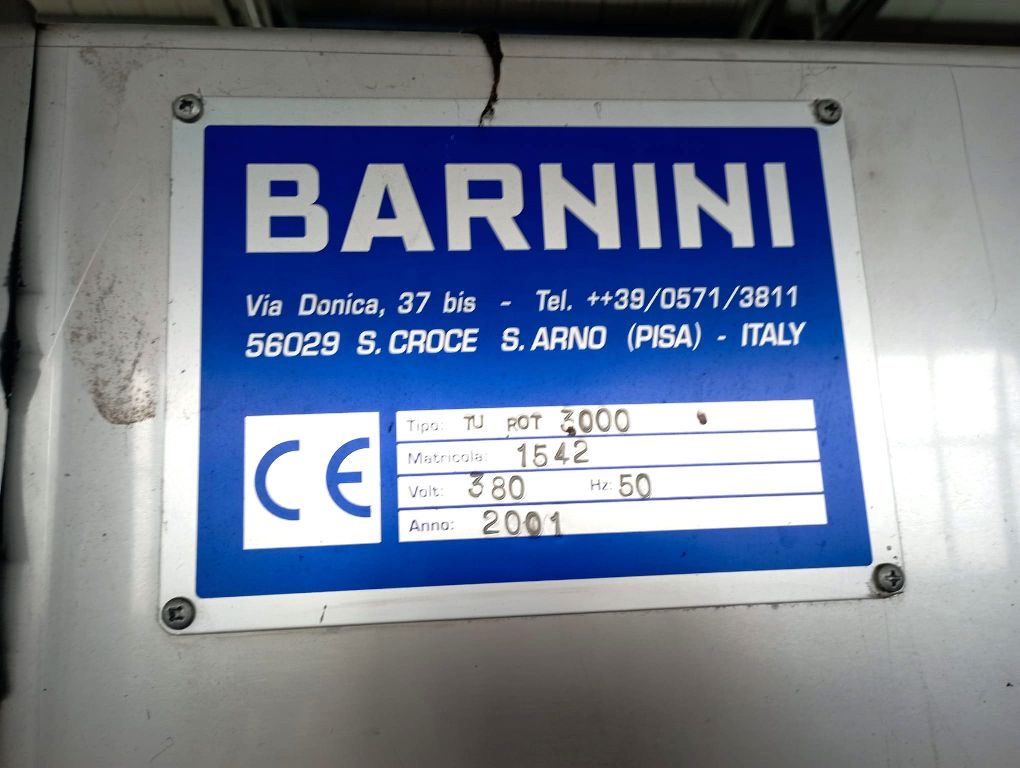 BARNINI
Via Donica, 37 bis - Tel. ++39/0571/3811
56029 S. CROCE S. ARNO (PISA) - ITALY
CE
Tipo: TU ROT 3000
Matricola: 1542
Volt: 380 Hz: 50
Anno: 2001